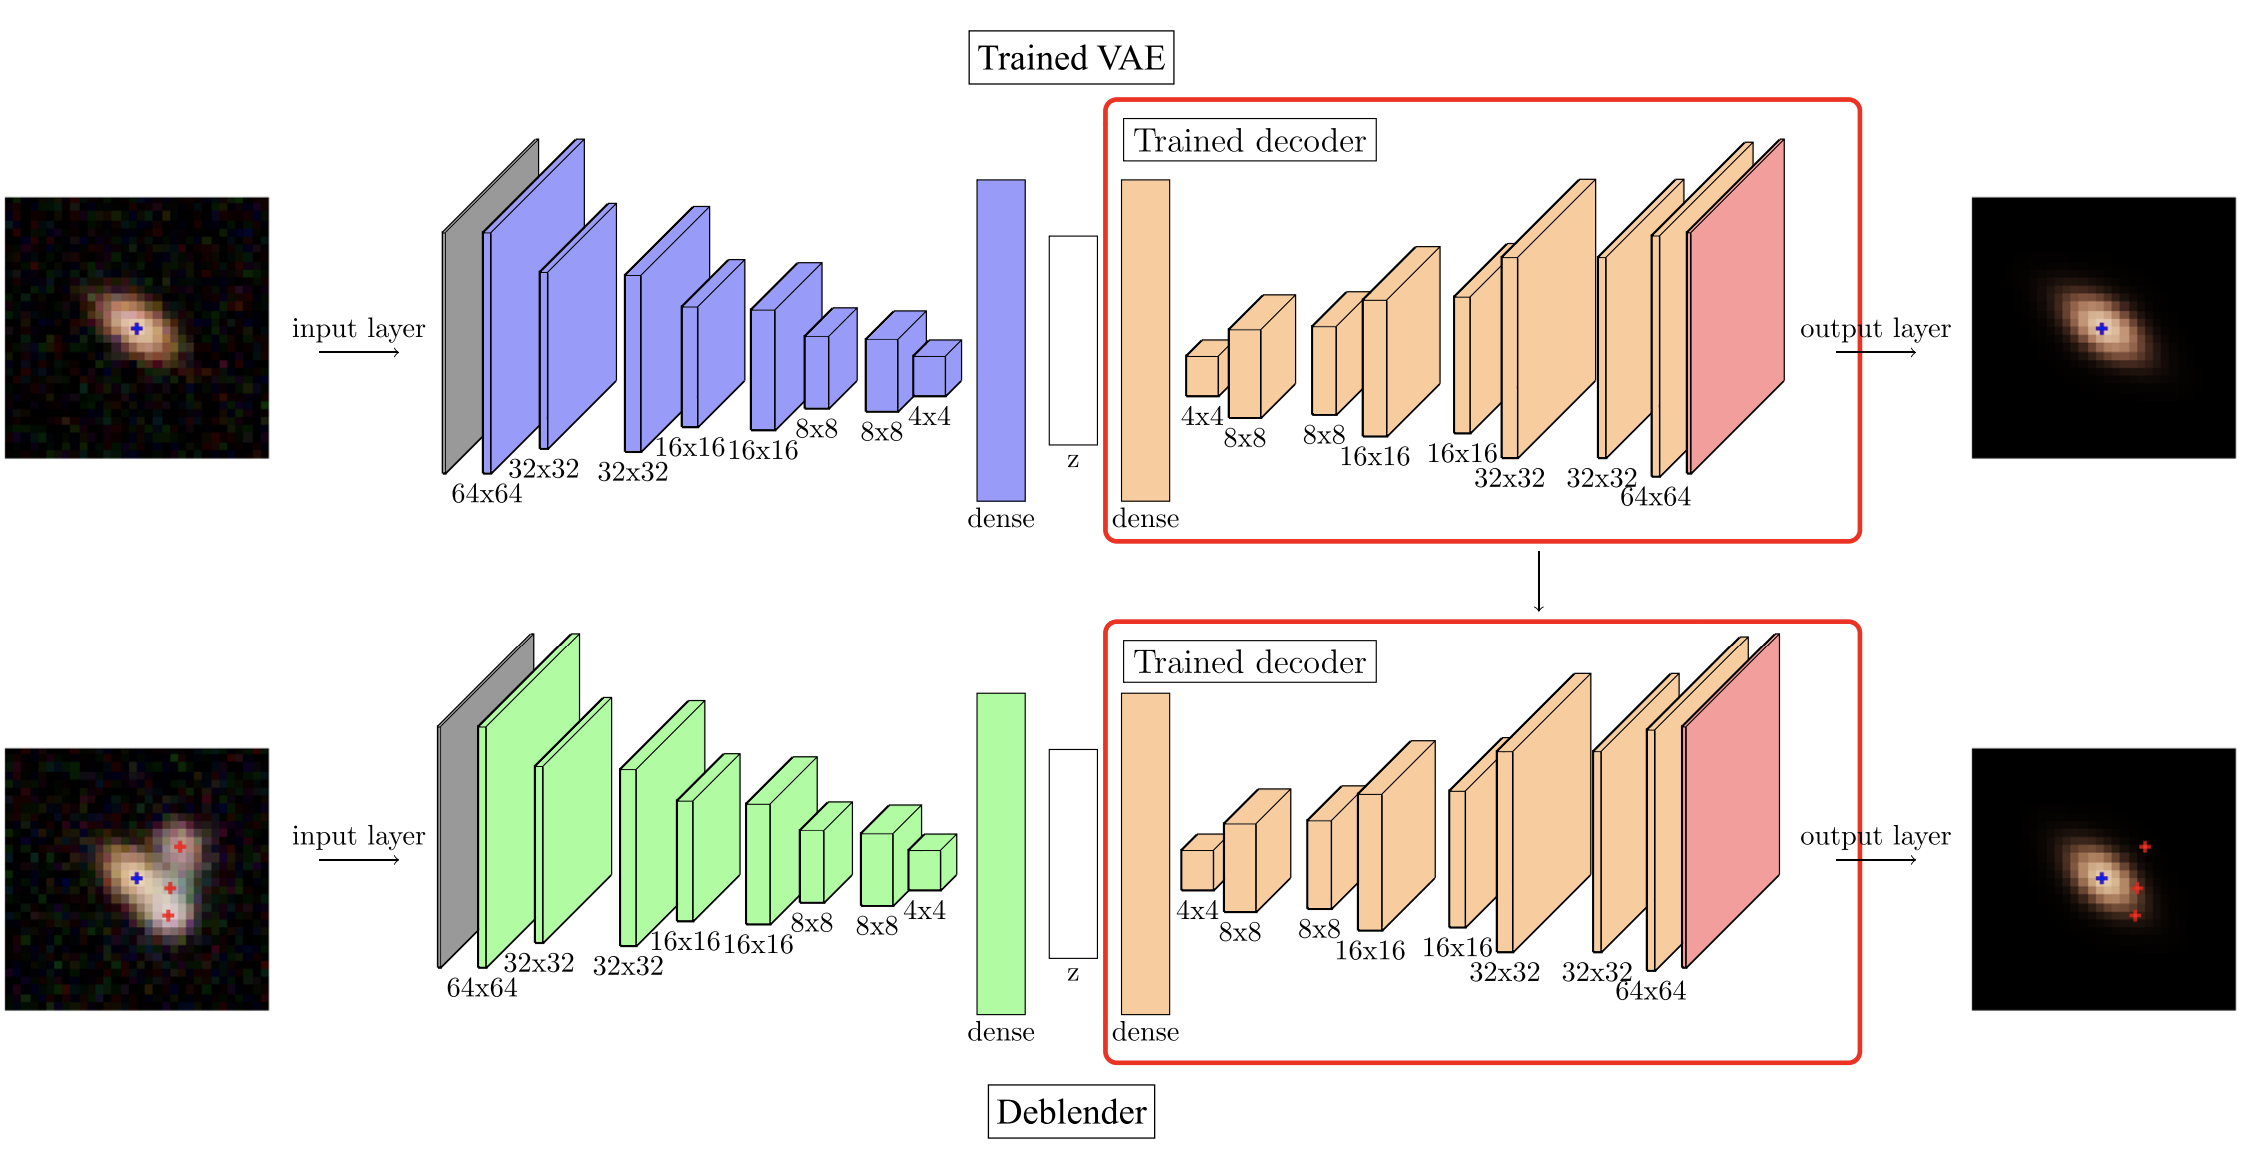 Trained VAE
Trained decoder
input layer
output layer
64x64
32x32
32x32
16x16
16x16
8x8
8x8
4x4
dense
z
dense
4x4
8x8
8x8
16x16
16x16
32x32
32x32
64x64
Trained decoder
input layer
output layer
64x64
32x32
32x32
16x16
16x16
8x8
8x8
4x4
dense
z
dense
4x4
8x8
8x8
16x16
16x16
32x32
32x32
64x64
Deblender